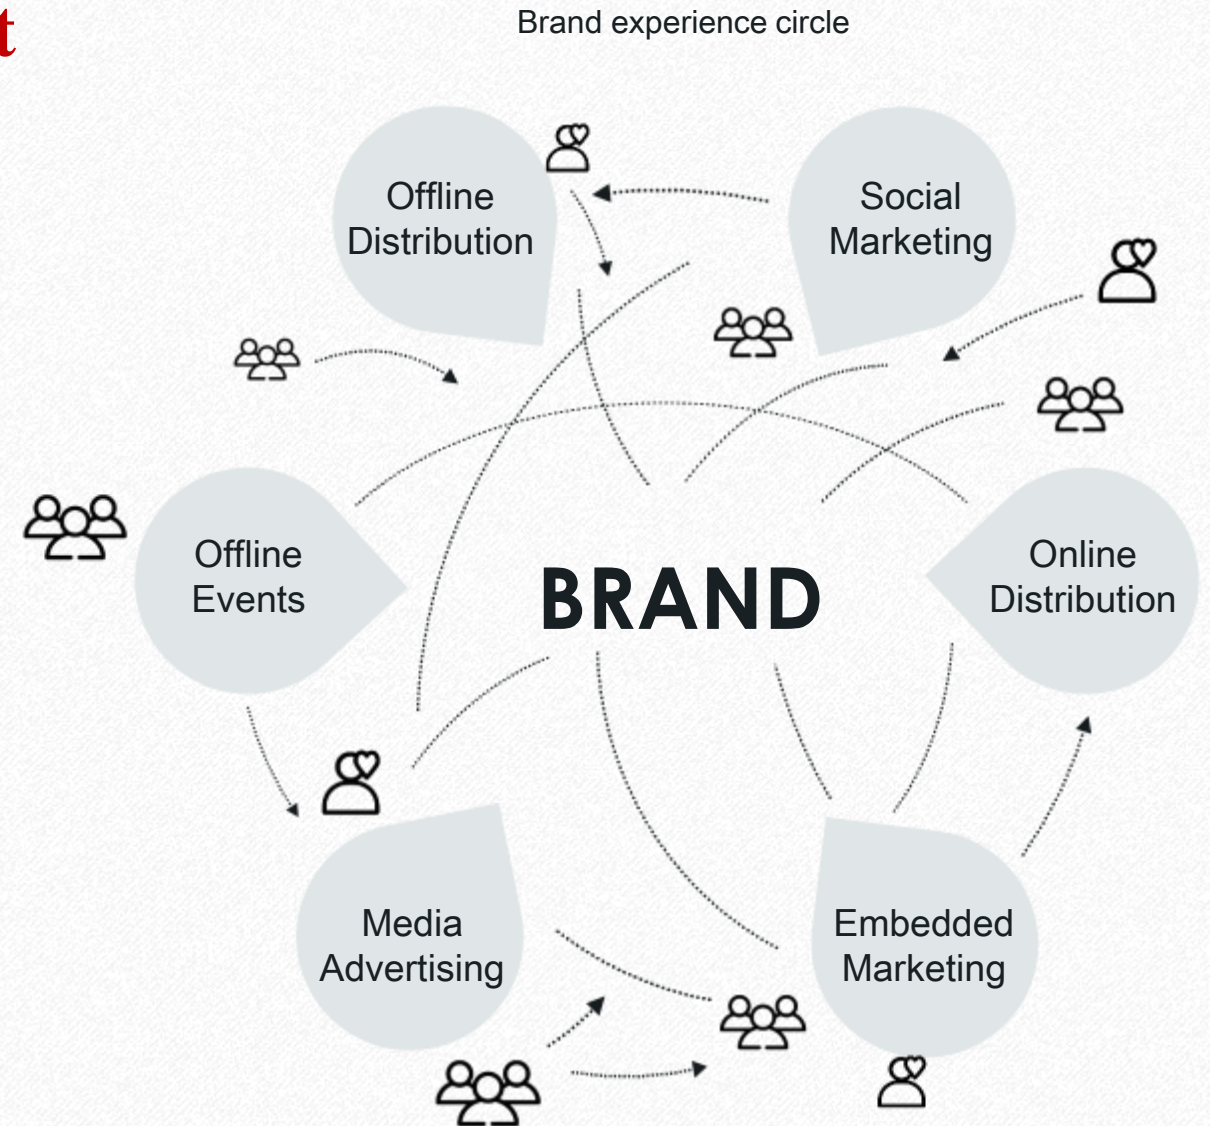 t
Brand experience circle
Offline
Distribution
Social
Marketing
Offline
Events
BRAND
Online
Distribution
Media
Advertising
Embedded
Marketing